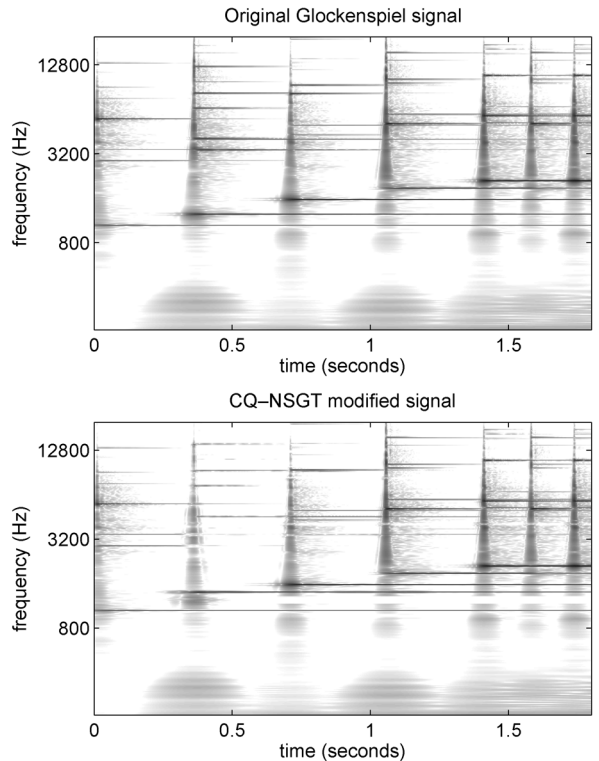 Original Glockenspiel signal
12800
3200
800
frequency (Hz)
0 0.5 1 1.5
time (seconds)
CQ–NSGT modified signal
12800
3200
800
frequency (Hz)
0 0.5 1 1.5
time (seconds)